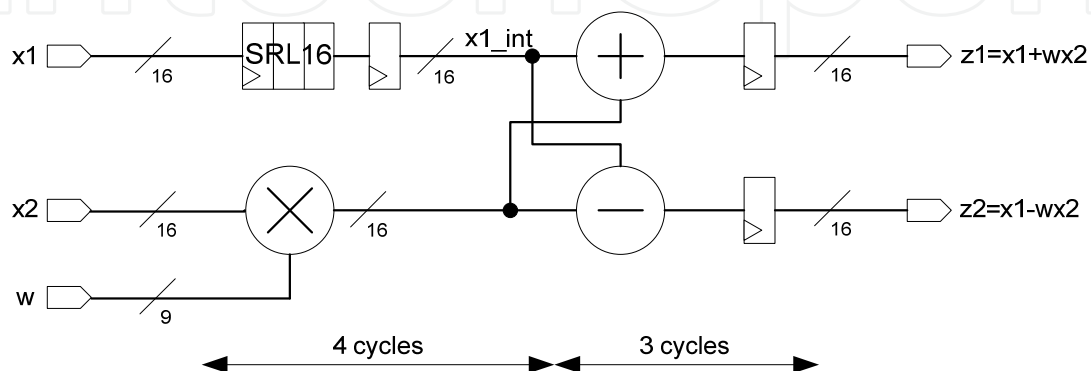 x1
16
SRL16
x1_int
16
16
z1=x1+wx2
x2
16
16
16
z2=x1-wx2
w
9
4 cycles
3 cycles